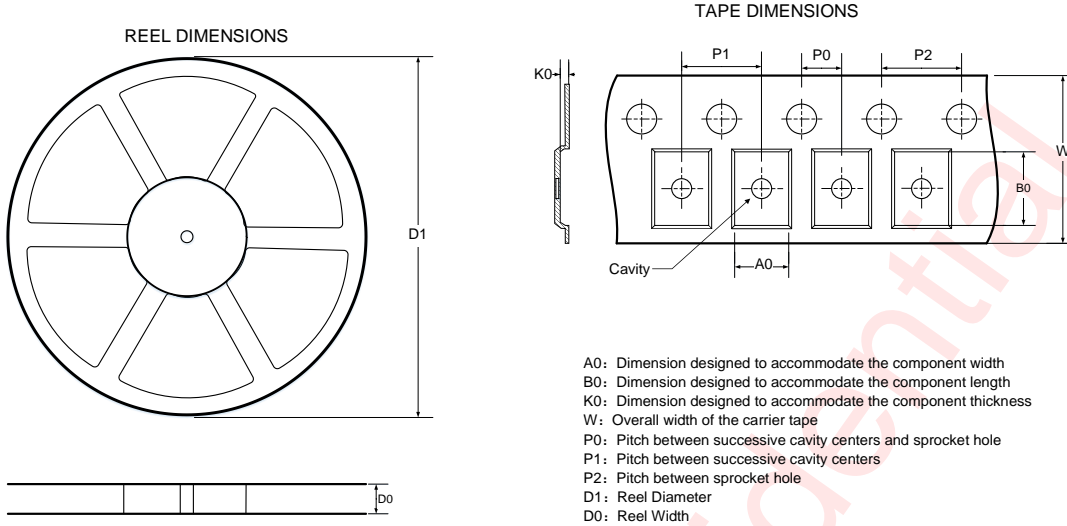 TAPE DIMENSIONS
REEL DIMENSIONS
P1
P0
P2
K0
W
B0
D1
Cavity
A0
A0：Dimension designed to accommodate the component width
B0：Dimension designed to accommodate the component length
K0：Dimension designed to accommodate the component thickness
W：Overall width of the carrier tape
P0：Pitch between successive cavity centers and sprocket hole
P1：Pitch between successive cavity centers
P2：Pitch between sprocket hole
D1：Reel Diameter
D0：Reel Width
D0